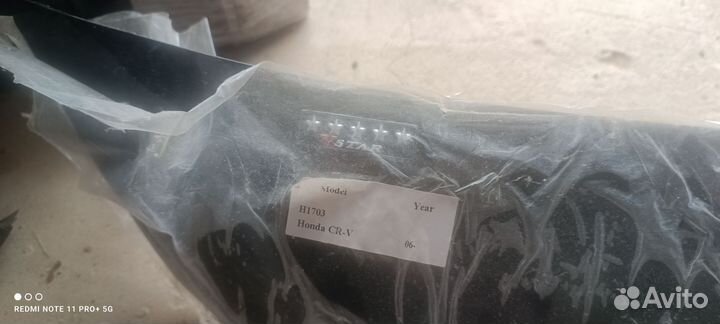 STAR
Model Year
H1703
Honda CR-V 06-
REDMI NOTE 11 PRO+ 5G
Avito